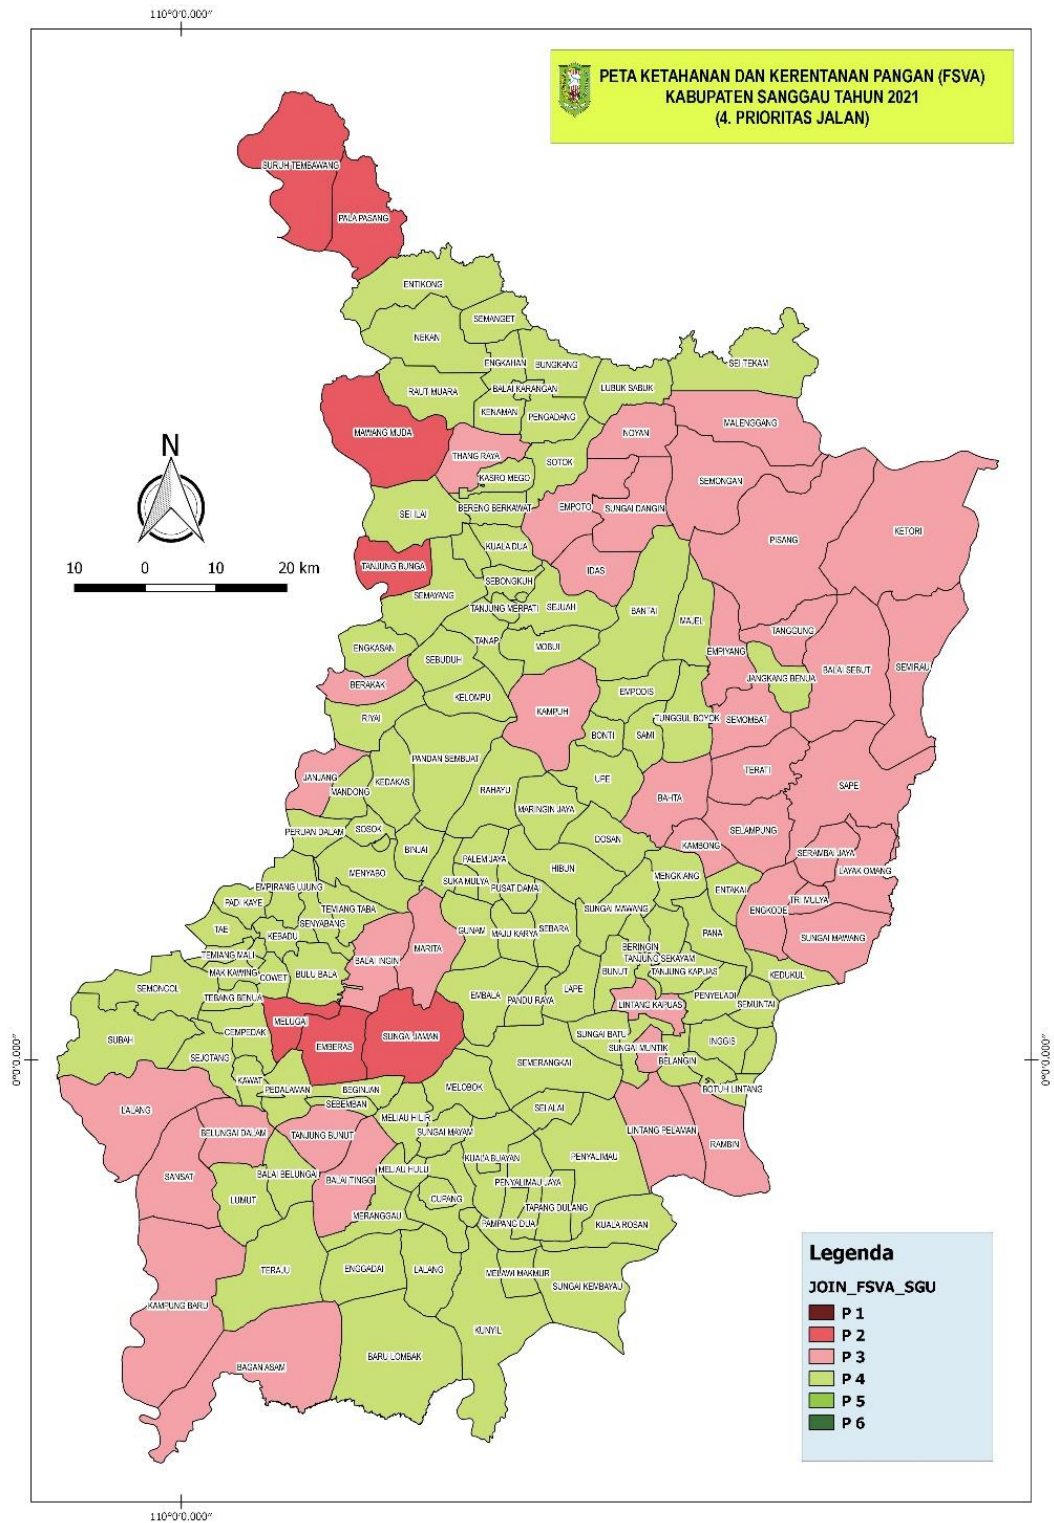 110°0'0.000"
PETA KETAHANAN DAN KERENTANAN PANGAN (FSVA)
KABUPATEN SANGGAU TAHUN 2021
(4. PRIORITAS JALAN)
SURUH TEMBAWANG
PALA PASANG
ENTIKONG
SEMANGET
NEKAN
ENGKAHAN
BUNGKANG
SEI TEKAM
RAUT MUARA
BALAI KARANGAN
LUBUK SABUK
KENAMAN
PENGADANG
MALENGGANG
MAWANG MUDA
NOYAN
N
THANG RAYA
SOTOK
KASRO MEGO
SEMONGAN
BERENG BERKAWAT
EMPOTO
SUNGAI DANGIN
SEI ILAI
KETORI
PISANG
KUALA DUA
10 0 10 20 km
TANJUNG BUNGA
IDAS
SEBONGKUH
SEMAYANG
TANJUNG MERPATI
SEJUAH
BANTAI
MAJEL
TANGGUNG
TANAP
MOBUI
ENGKASAN
EMPIYANG
SEBUDUH
BALAI SEBUT
SEMIRAU
JANGKANG BENUA
BERAKAK
EMPODIS
KELOMPU
KAMPUH
RIYAI
TUNGGUL BOYOK
SEMOMBAT
BONTI
SAMI
PANDAN SEMBUAT
TERATI
JANJANG
UPE
KEDAKAS
SAPE
MANDONG
RAHAYU
BAHTA
MARINGIN JAYA
PERUAN DALAM
SOSOK
SELAMPUNG
DOSAN
KAMBONG
BINJAI
SERAMBAI JAYA
PALEM JAYA
HIBUN
LAYAK OMANG
MENYABO
MENGKIANG
SUKA MULYA
PUSAT DAMAI
EMPIRANG UJUNG
ENTAKAI
TRI MULYA
PADI KAYE
TEMIANG TABA
SUNGAI MAWANG
ENGKODE
SENYABANG
TAE
GUNAM
MAJU KARYA
SEBARA
PANA
KEBADU
SUNGAI MAWANG
MARITA
BERINGIN
TEMIANG MALI
TANJUNG SEKAYAM
BALAI INGIN
MAK KAWING
COWET
BULU BALA
BUNUT
TANJUNG KAPUAS
KEDUKUL
SEMONCOL
LAPE
TEBANG BENUA
EMBALA
PANDU RAYA
PENYELADI
LINTANG KAPUAS
SEMUNTAI
MELUGAI
CEMPEDAK
SUNGAI JAMAN
SUNGAI BATU
SUBAH
EMBERAS
SUNGAI MUNTIK
INGGIS
SEJOTANG
SEMERANGKAI
BELANGIN
0°0'0.000"
0°0'0.000"
KAWAT
PEDALAMAN
BEGINJAN
MELOBOK
BOTUH LINTANG
SEBEMBAN
LALANG
SEI ALAI
MELIAU HILIR
BELUNGAI DALAM
TANJUNG BUNUT
SUNGAI MAYAM
LINTANG PELAMAN
RAMBIN
KUALA BUAYAN
PENYALIMAU
MELIAU HULU
SANSAT
BALAI BELUNGAI
BALAI TINGGI
PENYALIMAU JAYA
LUMUT
CUPANG
TAPANG DULANG
MERANGGAU
PAMPANG DUA
KUALA ROSAN
TERAJU
ENGGADAI
LALANG
MELAWI MAKMUR
SUNGAI KEMBAYAU
KAMPUNG BARU
KUNYIL
BARU LOMBAK
BAGAN ASAM
Legenda
JOIN_FSVA_SGU
P 1
P 2
P 3
P 4
P 5
P 6
110°0'0.000"